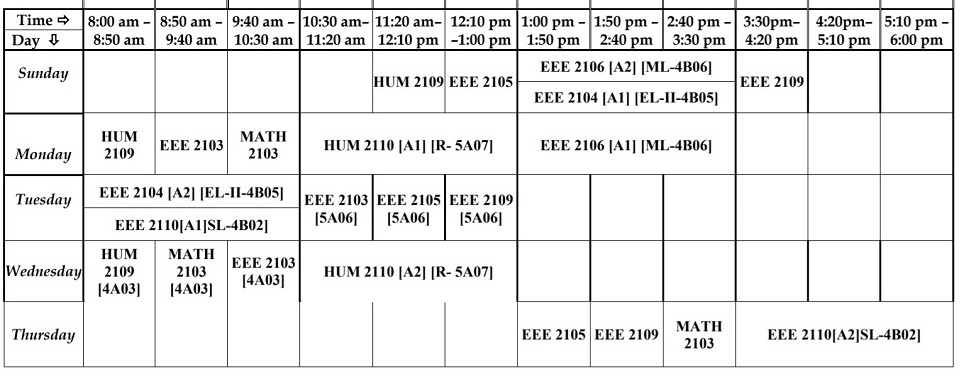 Time ⇨ 8:00 am – 8:50 am – 9:40 am – 10:30 am– 11:20 am– 12:10 pm 1:00 pm – 1:50 pm – 2:40 pm – 3:30pm– 4:20pm– 5:10 pm –
Day ⇩ 8:50 am 9:40 am 10:30 am 11:20 am 12:10 pm –1:00 pm 1:50 pm 2:40 pm 3:30 pm 4:20 pm 5:10 pm 6:00 pm
Sunday
HUM 2109
EEE 2105
EEE 2106 [A2] [ML-4B06]
EEE 2104 [A1] [EL-II-4B05]
EEE 2109
Monday
HUM
2109
EEE 2103
MATH
2103
HUM 2110 [A1] [R- 5A07]
EEE 2106 [A1] [ML-4B06]
Tuesday
EEE 2104 [A2] [EL-II-4B05]
EEE 2110[A1]SL-4B02]
EEE 2103
[5A06]
EEE 2105
[5A06]
EEE 2109
[5A06]
Wednesday
HUM
2109
[4A03]
MATH
2103
[4A03]
EEE 2103
[4A03]
HUM 2110 [A2] [R- 5A07]
Thursday
EEE 2105
EEE 2109
MATH
2103
EEE 2110[A2]SL-4B02]